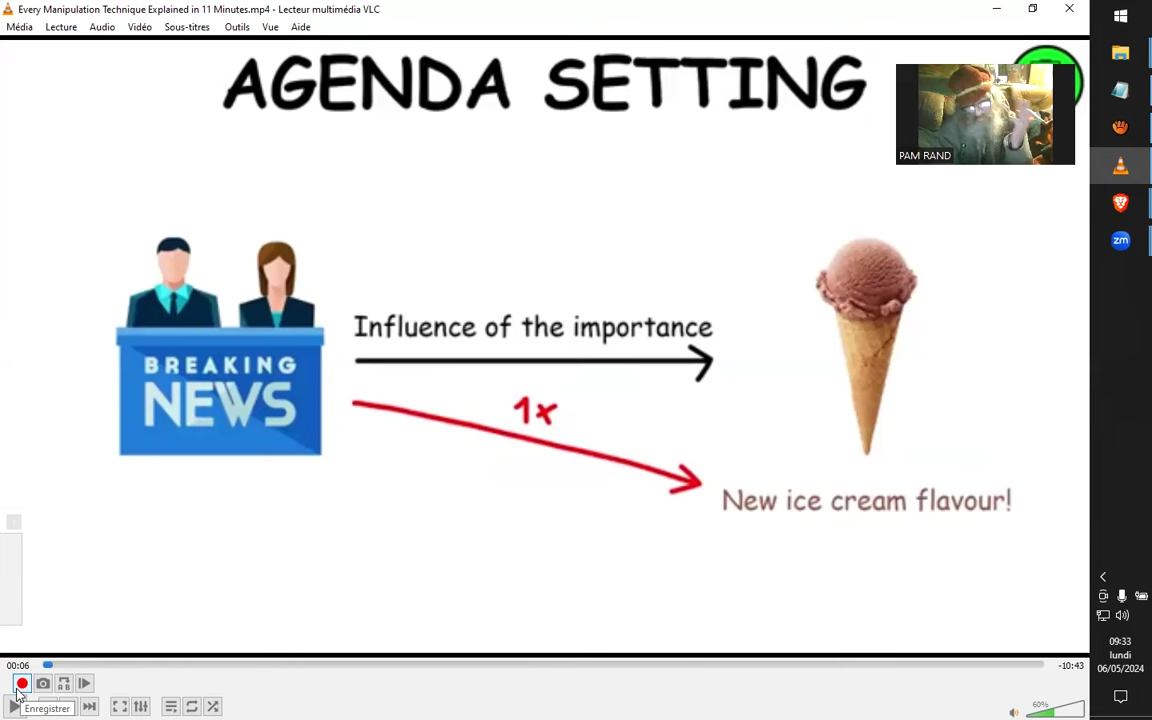 Every Manipulation Technique Explained in 11 Minutes.mp4 - Lecteur multimédia VLC
Média Lecture Audio Vidéo Sous-titres Outils Vue Aide
AGENDA SETTING
PAM RAND
Influence of the importance
BREAKING
NEWS
1x
New ice cream flavour!
zm
00:06
-10:43
A B
Enregistrer
60%
09:33
lundi
06/05/2024